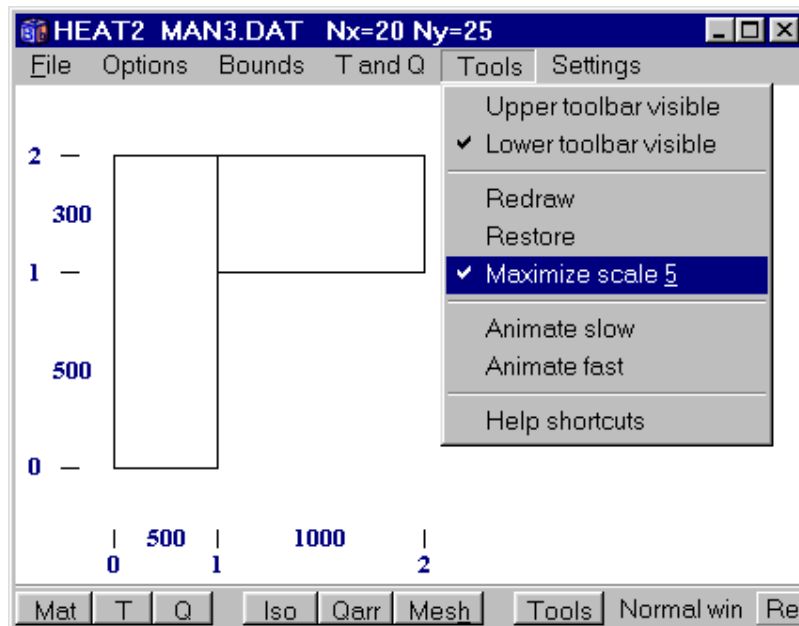 HEAT2 MAN3.DAT Nx=20 Ny=25
File Options Bounds T and Q Tools Settings
Upper toolbar visible
Lower toolbar visible
Redraw
Restore
Maximize scale 5
Animate slow
Animate fast
Help shortcuts
2
300
1
500
0
500 1000
0 1 2
Mat T Q Iso Qarr Mesh Tools Normal win Re